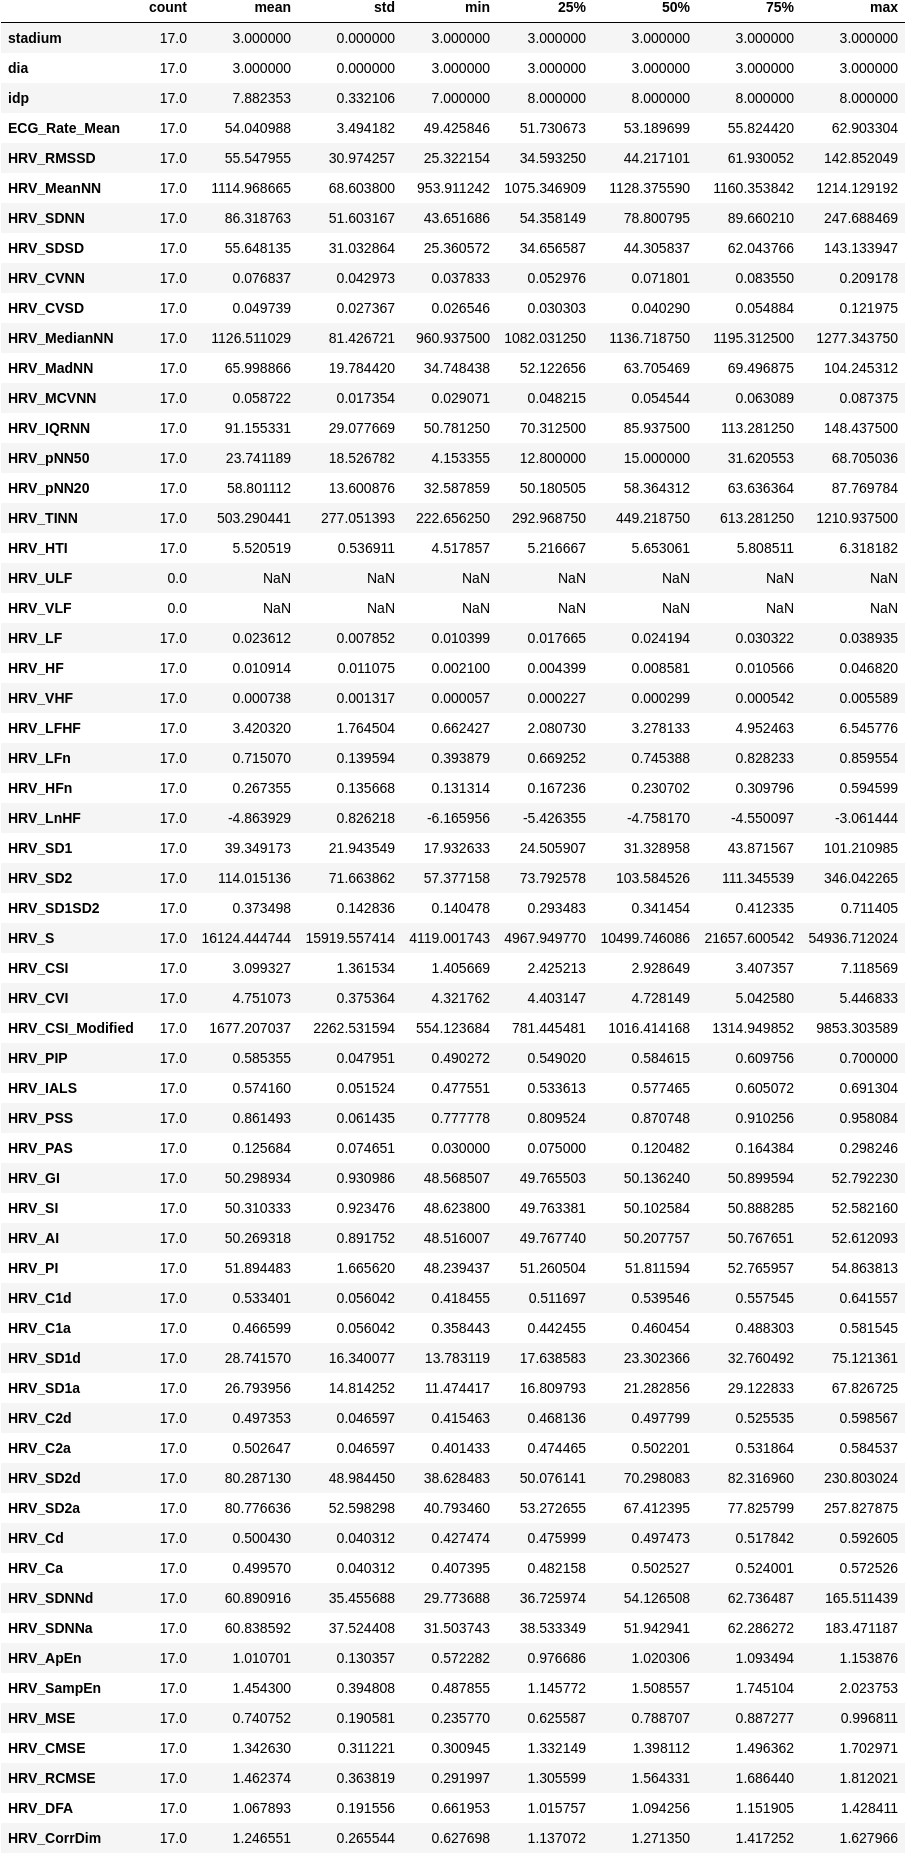 count mean std min 25% 50% 75% max
stadium 17.0 3.000000 0.000000 3.000000 3.000000 3.000000 3.000000 3.000000
dia 17.0 3.000000 0.000000 3.000000 3.000000 3.000000 3.000000 3.000000
idp 17.0 7.882353 0.332106 7.000000 8.000000 8.000000 8.000000 8.000000
ECG_Rate_Mean 17.0 54.040988 3.494182 49.425846 51.730673 53.189699 55.824420 62.903304
HRV_RMSSD 17.0 55.547955 30.974257 25.322154 34.593250 44.217101 61.930052 142.852049
HRV_MeanNN 17.0 1114.968665 68.603800 953.911242 1075.346909 1128.375590 1160.353842 1214.129192
HRV_SDNN 17.0 86.318763 51.603167 43.651686 54.358149 78.800795 89.660210 247.688469
HRV_SDSD 17.0 55.648135 31.032864 25.360572 34.656587 44.305837 62.043766 143.133947
HRV_CVNN 17.0 0.076837 0.042973 0.037833 0.052976 0.071801 0.083550 0.209178
HRV_CVSD 17.0 0.049739 0.027367 0.026546 0.030303 0.040290 0.054884 0.121975
HRV_MedianNN 17.0 1126.511029 81.426721 960.937500 1082.031250 1136.718750 1195.312500 1277.343750
HRV_MadNN 17.0 65.998866 19.784420 34.748438 52.122656 63.705469 69.496875 104.245312
HRV_MCVNN 17.0 0.058722 0.017354 0.029071 0.048215 0.054544 0.063089 0.087375
HRV_IQRNN 17.0 91.155331 29.077669 50.781250 70.312500 85.937500 113.281250 148.437500
HRV_pNN50 17.0 23.741189 18.526782 4.153355 12.800000 15.000000 31.620553 68.705036
HRV_pNN20 17.0 58.801112 13.600876 32.587859 50.180505 58.364312 63.636364 87.769784
HRV_TINN 17.0 503.290441 277.051393 222.656250 292.968750 449.218750 613.281250 1210.937500
HRV_HTI 17.0 5.520519 0.536911 4.517857 5.216667 5.653061 5.808511 6.318182
HRV_ULF 0.0 NaN NaN NaN NaN NaN NaN NaN
HRV_VLF 0.0 NaN NaN NaN NaN NaN NaN NaN
HRV_LF 17.0 0.023612 0.007852 0.010399 0.017665 0.024194 0.030322 0.038935
HRV_HF 17.0 0.010914 0.011075 0.002100 0.004399 0.008581 0.010566 0.046820
HRV_VHF 17.0 0.000738 0.001317 0.000057 0.000227 0.000299 0.000542 0.005589
HRV_LFHF 17.0 3.420320 1.764504 0.662427 2.080730 3.278133 4.952463 6.545776
HRV_LFn 17.0 0.715070 0.139594 0.393879 0.669252 0.745388 0.828233 0.859554
HRV_HFn 17.0 0.267355 0.135668 0.131314 0.167236 0.230702 0.309796 0.594599
HRV_LnHF 17.0 -4.863929 0.826218 -6.165956 -5.426355 -4.758170 -4.550097 -3.061444
HRV_SD1 17.0 39.349173 21.943549 17.932633 24.505907 31.328958 43.871567 101.210985
HRV_SD2 17.0 114.015136 71.663862 57.377158 73.792578 103.584526 111.345539 346.042265
HRV_SD1SD2 17.0 0.373498 0.142836 0.140478 0.293483 0.341454 0.412335 0.711405
HRV_S 17.0 16124.444744 15919.557414 4119.001743 4967.949770 10499.746086 21657.600542 54936.712024
HRV_CSI 17.0 3.099327 1.361534 1.405669 2.425213 2.928649 3.407357 7.118569
HRV_CVI 17.0 4.751073 0.375364 4.321762 4.403147 4.728149 5.042580 5.446833
HRV_CSI_Modified 17.0 1677.207037 2262.531594 554.123684 781.445481 1016.414168 1314.949852 9853.303589
HRV_PIP 17.0 0.585355 0.047951 0.490272 0.549020 0.584615 0.609756 0.700000
HRV_IALS 17.0 0.574160 0.051524 0.477551 0.533613 0.577465 0.605072 0.691304
HRV_PSS 17.0 0.861493 0.061435 0.777778 0.809524 0.870748 0.910256 0.958084
HRV_PAS 17.0 0.125684 0.074651 0.030000 0.075000 0.120482 0.164384 0.298246
HRV_GI 17.0 50.298934 0.930986 48.568507 49.765503 50.136240 50.899594 52.792230
HRV_SI 17.0 50.310333 0.923476 48.623800 49.763381 50.102584 50.888285 52.582160
HRV_AI 17.0 50.269318 0.891752 48.516007 49.767740 50.207757 50.767651 52.612093
HRV_PI 17.0 51.894483 1.665620 48.239437 51.260504 51.811594 52.765957 54.863813
HRV_C1d 17.0 0.533401 0.056042 0.418455 0.511697 0.539546 0.557545 0.641557
HRV_C1a 17.0 0.466599 0.056042 0.358443 0.442455 0.460454 0.488303 0.581545
HRV_SD1d 17.0 28.741570 16.340077 13.783119 17.638583 23.302366 32.760492 75.121361
HRV_SD1a 17.0 26.793956 14.814252 11.474417 16.809793 21.282856 29.122833 67.826725
HRV_C2d 17.0 0.497353 0.046597 0.415463 0.468136 0.497799 0.525535 0.598567
HRV_C2a 17.0 0.502647 0.046597 0.401433 0.474465 0.502201 0.531864 0.584537
HRV_SD2d 17.0 80.287130 48.984450 38.628483 50.076141 70.298083 82.316960 230.803024
HRV_SD2a 17.0 80.776636 52.598298 40.793460 53.272655 67.412395 77.825799 257.827875
HRV_Cd 17.0 0.500430 0.040312 0.427474 0.475999 0.497473 0.517842 0.592605
HRV_Ca 17.0 0.499570 0.040312 0.407395 0.482158 0.502527 0.524001 0.572526
HRV_SDNNd 17.0 60.890916 35.455688 29.773688 36.725974 54.126508 62.736487 165.511439
HRV_SDNNa 17.0 60.838592 37.524408 31.503743 38.533349 51.942941 62.286272 183.471187
HRV_ApEn 17.0 1.010701 0.130357 0.572282 0.976686 1.020306 1.093494 1.153876
HRV_SampEn 17.0 1.454300 0.394808 0.487855 1.145772 1.508557 1.745104 2.023753
HRV_MSE 17.0 0.740752 0.190581 0.235770 0.625587 0.788707 0.887277 0.996811
HRV_CMSE 17.0 1.342630 0.311221 0.300945 1.332149 1.398112 1.496362 1.702971
HRV_RCMSE 17.0 1.462374 0.363819 0.291997 1.305599 1.564331 1.686440 1.812021
HRV_DFA 17.0 1.067893 0.191556 0.661953 1.015757 1.094256 1.151905 1.428411
HRV_CorrDim 17.0 1.246551 0.265544 0.627698 1.137072 1.271350 1.417252 1.627966